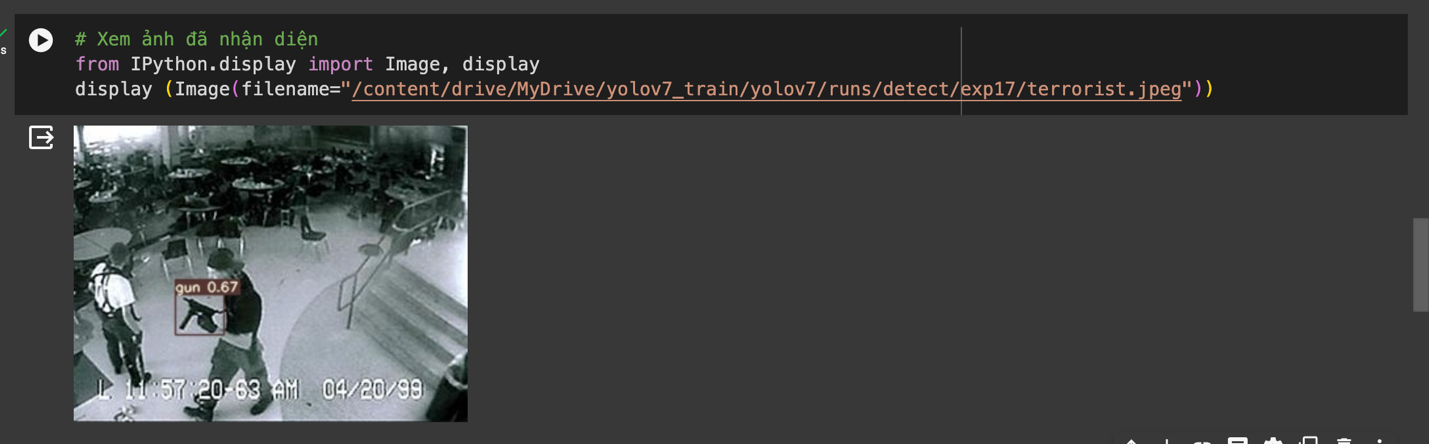 # Xem ảnh đã nhận diện
from IPython.display import Image, display
display (Image(filename="/content/drive/MyDrive/yolov7_train/yolov7/runs/detect/exp17/terrorist.jpeg"))
s
gun 0.67
L 11:57:20-63 AM 04/20/99